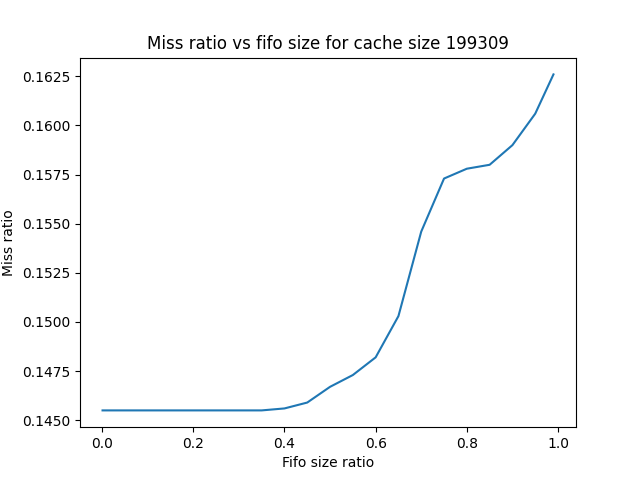 Miss ratio vs fifo size for cache size 199309
0.1625
0.1600
0.1575
0.1550
0.1525
0.1500
0.1475
0.1450
Miss ratio
0.0 0.2 0.4 0.6 0.8 1.0
Fifo size ratio